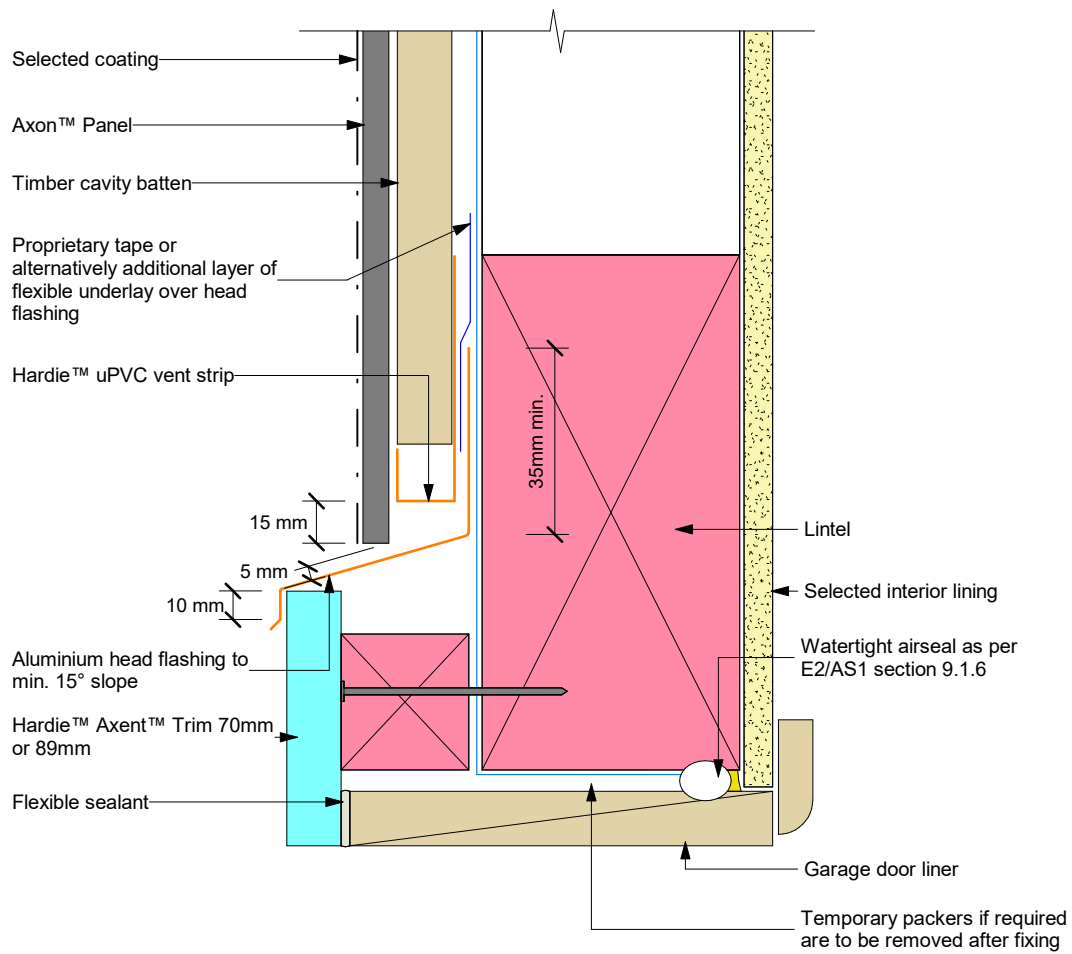 Selected coating
Axon™ Panel
Timber cavity batten
Proprietary tape or
alternatively additional layer of
flexible underlay over head
flashing
Hardie™ uPVC vent strip
35mm min.
15 mm
5 mm
10 mm
Aluminium head flashing to
min. 15° slope
Hardie™ Axent™ Trim 70mm
or 89mm
Flexible sealant
Lintel
Selected interior lining
Watertight airseal as per
E2/AS1 section 9.1.6
Garage door liner
Temporary packers if required
are to be removed after fixing